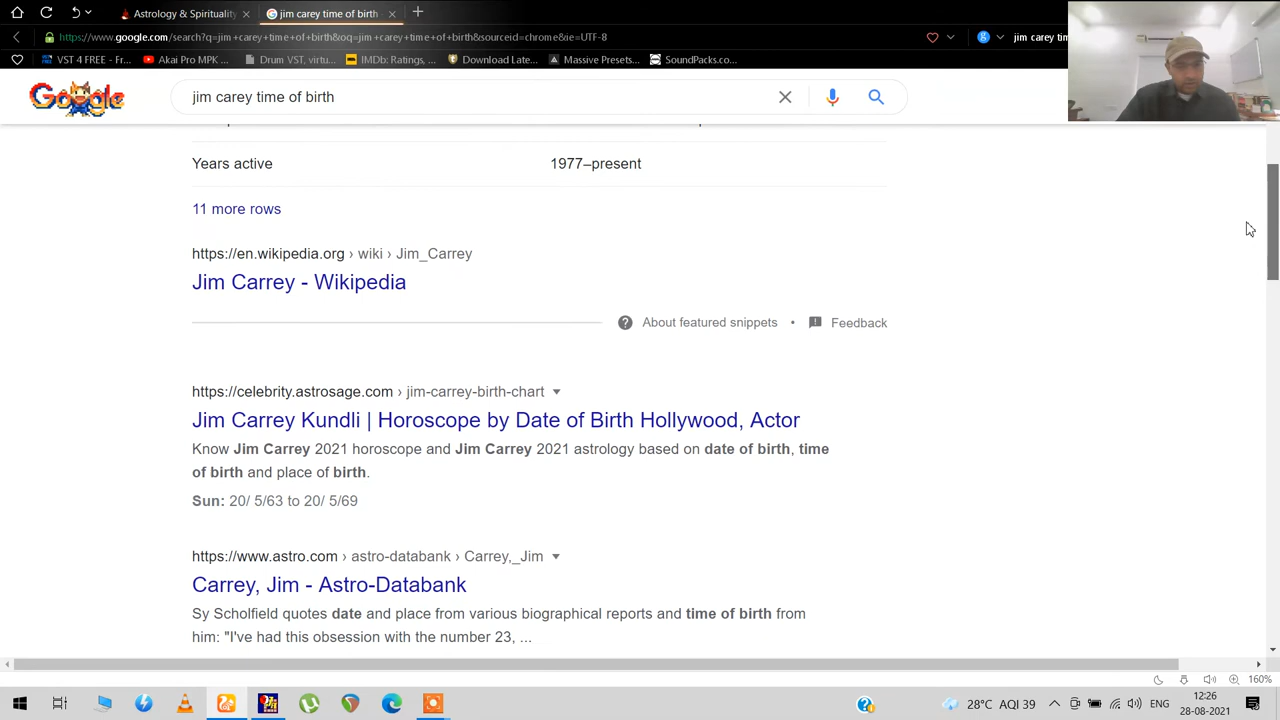 Astrology & Spirituality
jim carey time of birth
https://www.google.com/search?q=jim+carey+time+of+birth&oq=jim+carey+time+of+birth&sourceid=chrome&ie=UTF-8
jim carey tim
VST 4 FREE - Fr...
Akai Pro MPK ...
Drum VST, virtu...
IMDb: Ratings, ...
Download Late...
Massive Presets...
SoundPacks.co...
Google
jim carey time of birth
Years active
1977–present
11 more rows
https://en.wikipedia.org › wiki › Jim_Carrey
Jim Carrey - Wikipedia
About featured snippets • Feedback
https://celebrity.astrosage.com › jim-carrey-birth-chart
Jim Carrey Kundli | Horoscope by Date of Birth Hollywood, Actor
Know Jim Carrey 2021 horoscope and Jim Carrey 2021 astrology based on date of birth, time
of birth and place of birth.
Sun: 20/ 5/63 to 20/ 5/69
https://www.astro.com › astro-databank › Carrey,_Jim
Carrey, Jim - Astro-Databank
Sy Scholfield quotes date and place from various biographical reports and time of birth from
him: "I've had this obsession with the number 23, ...
160%
28°C AQI 39
ENG
12:26
28-08-2021